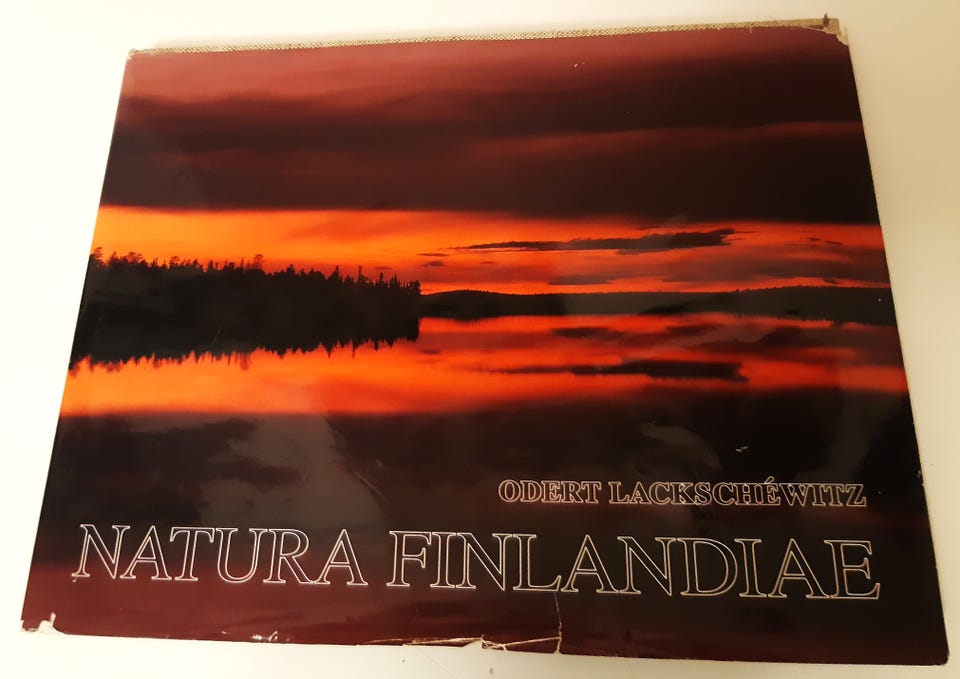 ODERT LACKSCHÉWITZ
NATURA FINLANDIAE